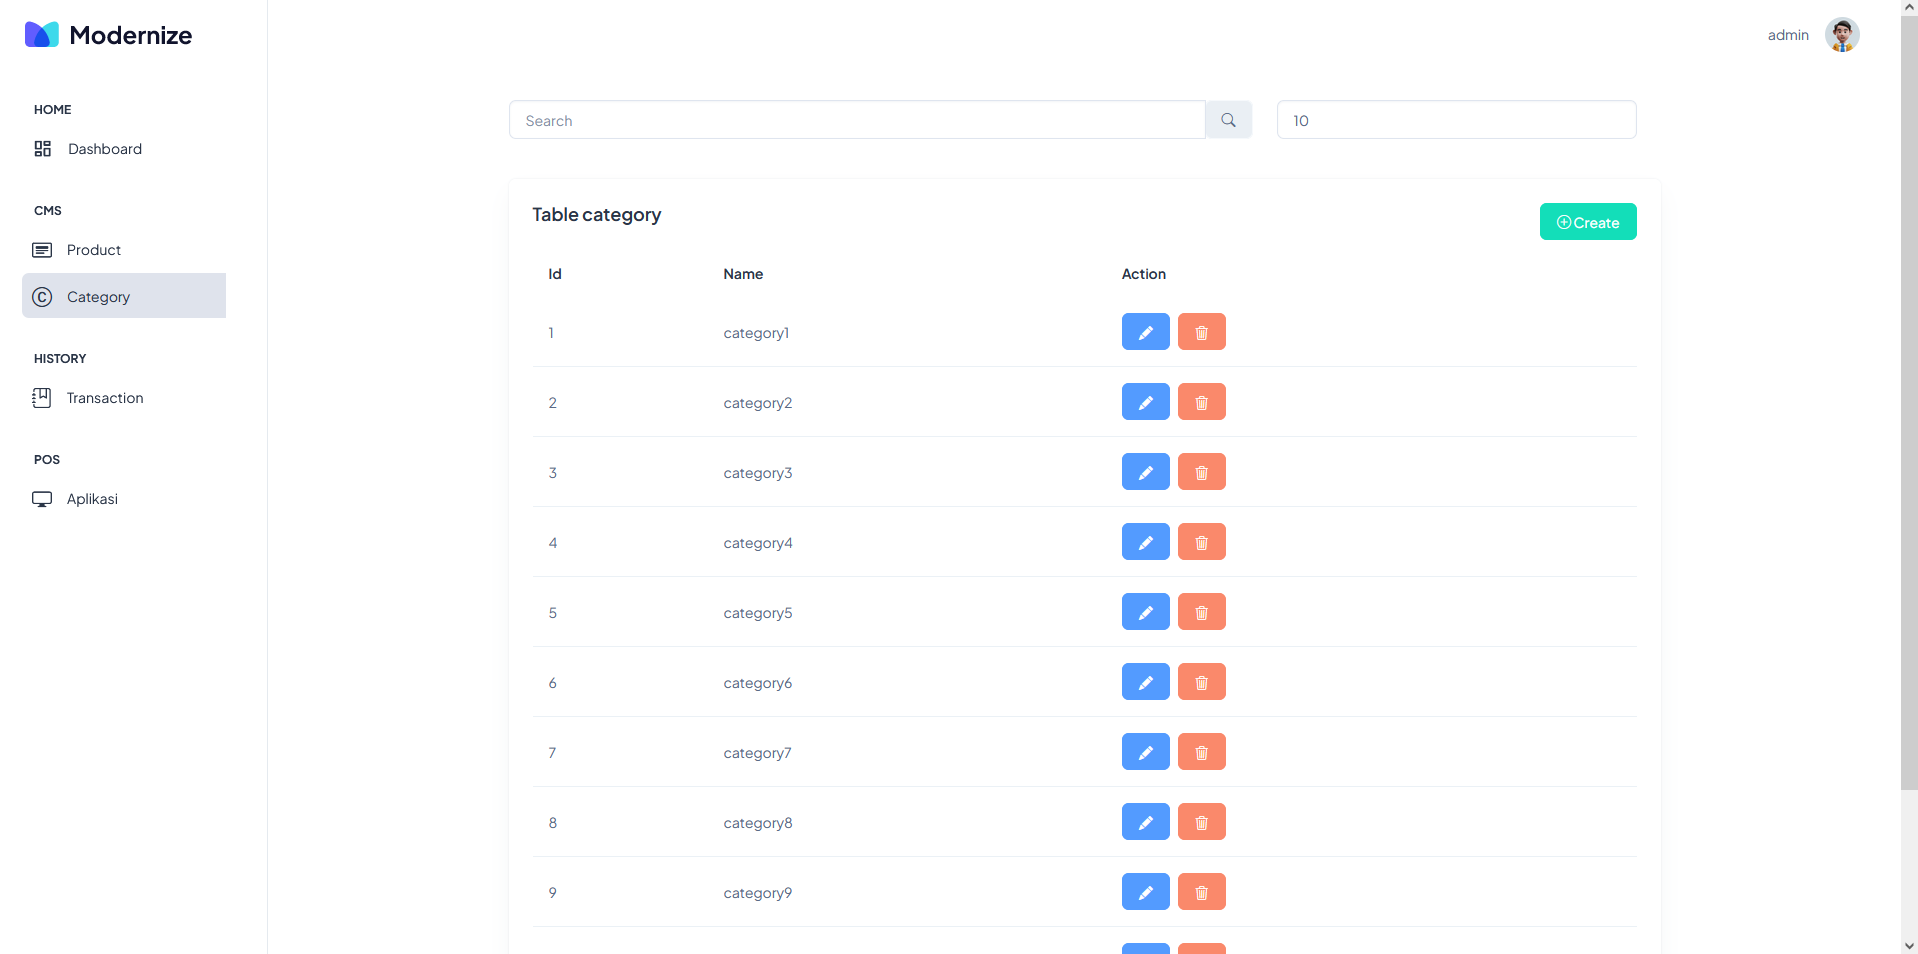 Modernize
admin
HOME
Dashboard
CMS
Product
Category
HISTORY
Transaction
POS
Aplikasi
Search
10
Table category
Create
Id Name Action
1 category1
2 category2
3 category3
4 category4
5 category5
6 category6
7 category7
8 category8
9 category9